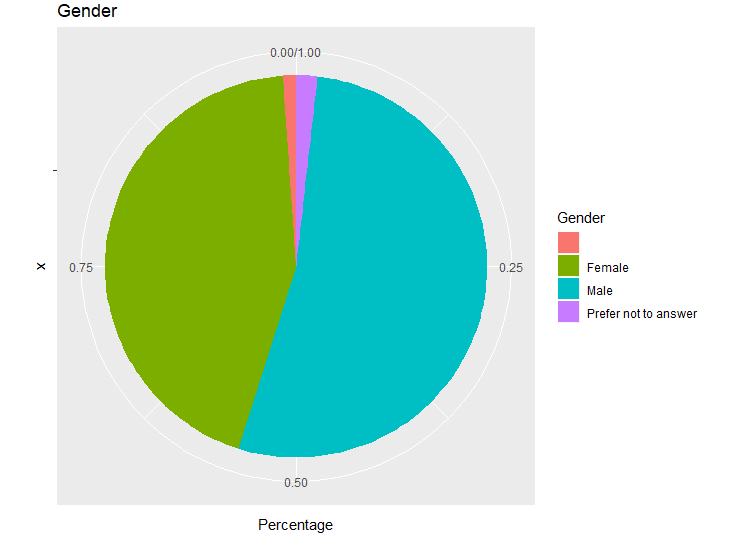 Gender
0.00/1.00
0.25
0.50
0.75
x
Percentage
Gender
Female
Male
Prefer not to answer